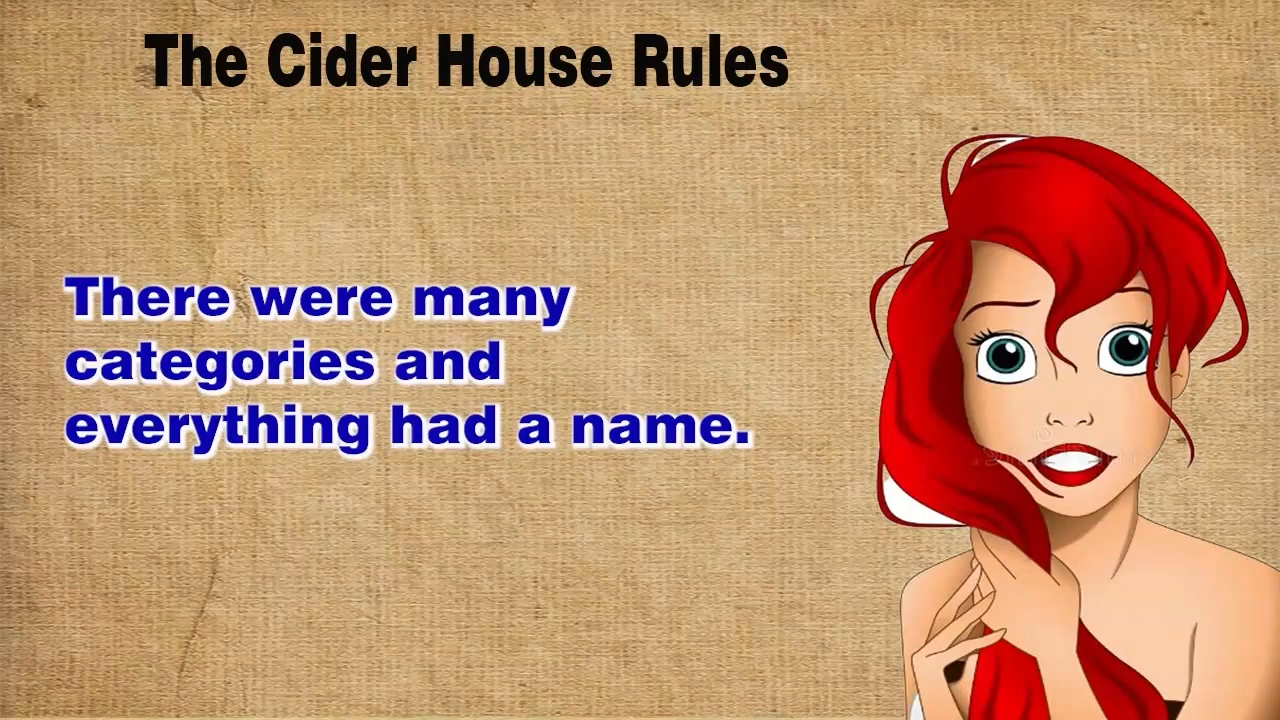 The Cider House Rules
There were many
categories and
everything had a name.